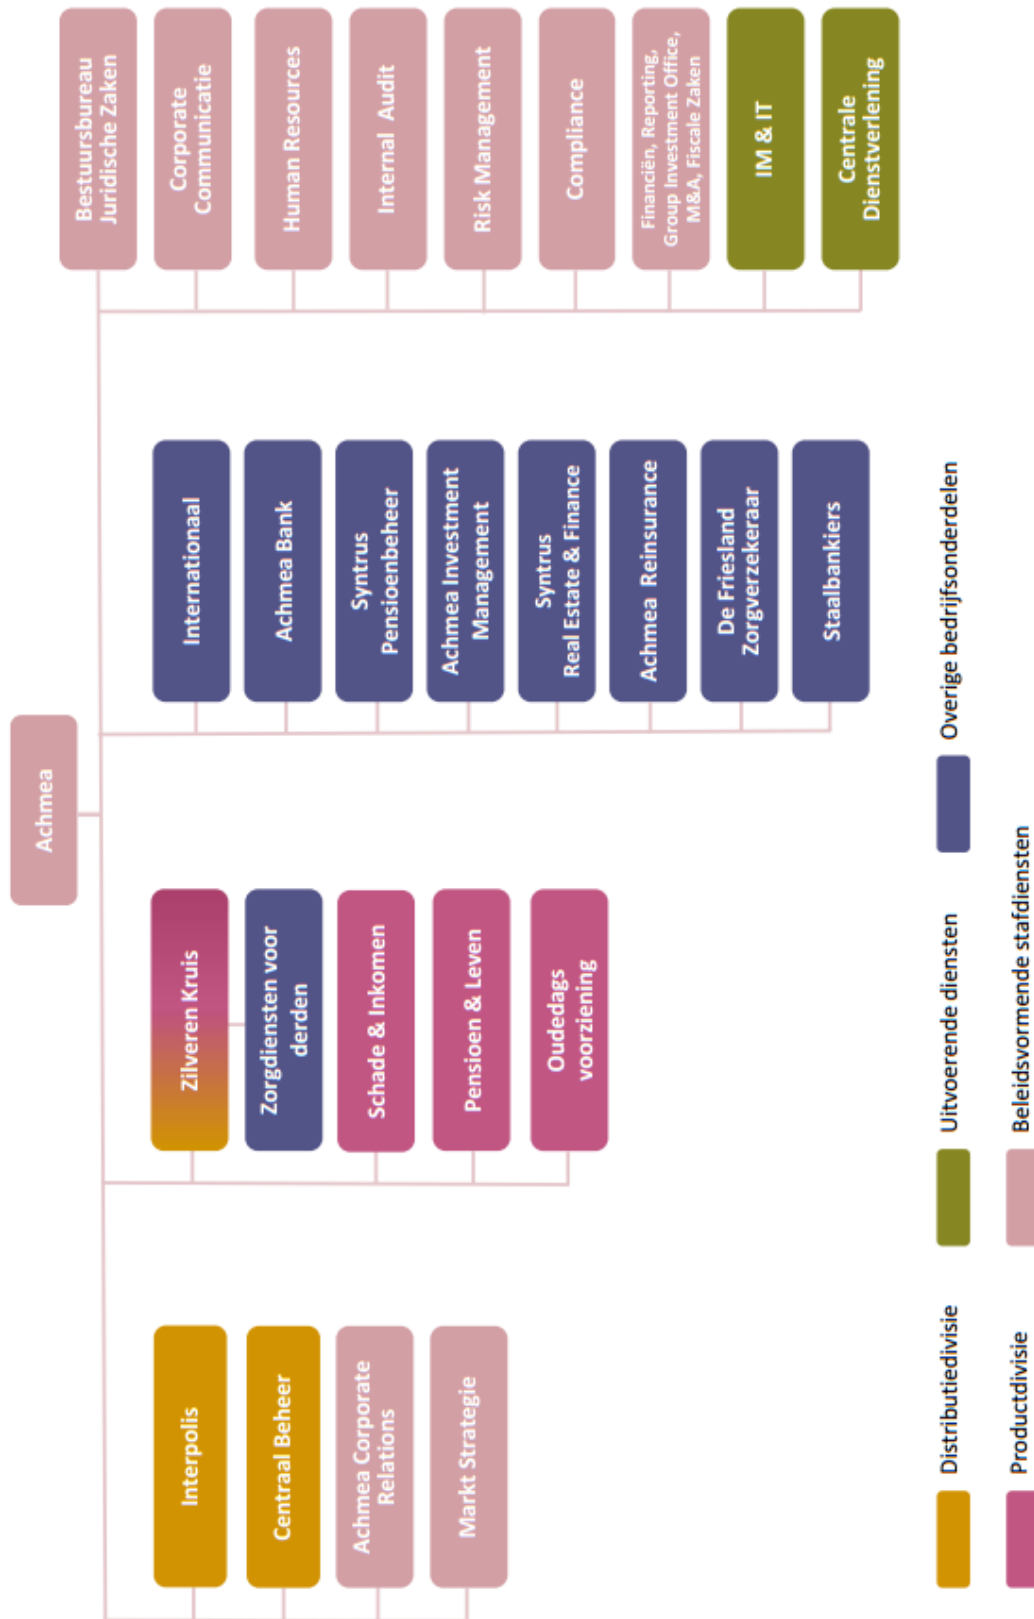 Achmea
Interpolis
Centraal Beheer
Achmea Corporate
Relations
Markt Strategie
Zilveren Kruis
Zorgdiensten voor
derden
Schade & Inkomen
Pensioen & Leven
Oudedags
voorziening
Internationaal
Achmea Bank
Syntrus
Pensioenbeheer
Achmea Investment
Management
Syntrus
Real Estate & Finance
Achmea Reinsurance
De Friesland
Zorgverzekeraar
Staalbankiers
Bestuursbureau
Juridische Zaken
Corporate
Communicatie
Human Resources
Internal Audit
Risk Management
Compliance
Financiën, Reporting,
Group Investment Office,
M&A, Fiscale Zaken
IM & IT
Centrale
Dienstverlening
Distributiedivisie
Uitvoerende diensten
Overige bedrijfsonderdelen
Productdivisie
Beleidsvormende stafdiensten